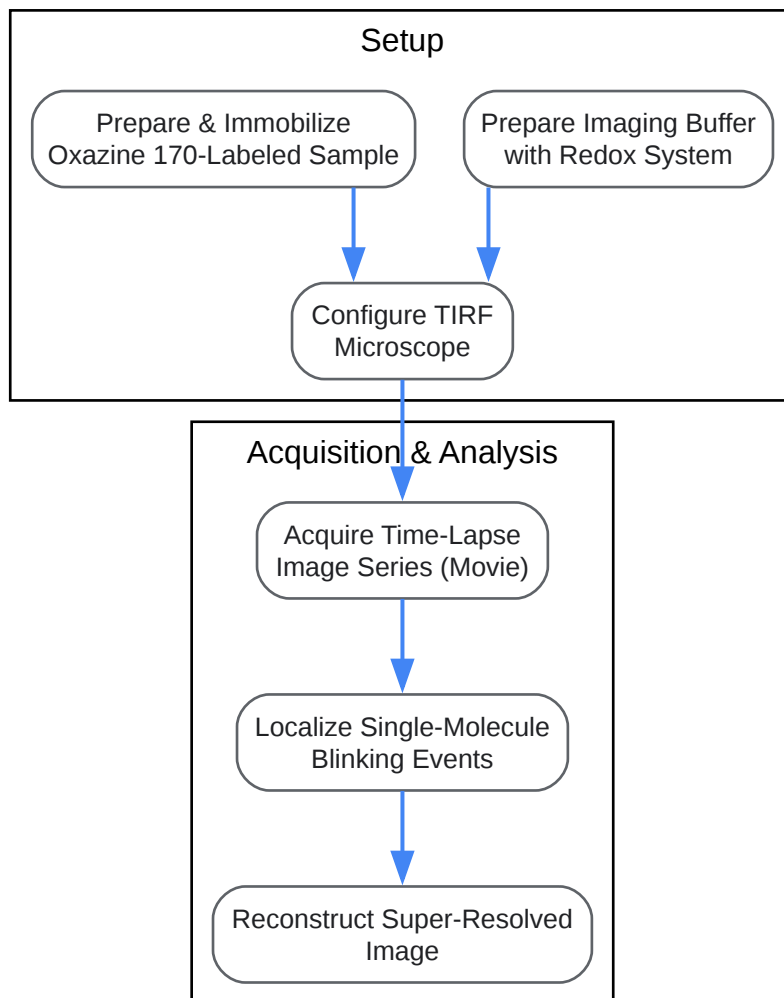 Setup
Prepare & Immobilize
Oxazine 170-Labeled Sample
Prepare Imaging Buffer
with Redox System
Configure TIRF
Microscope
Acquisition & Analysis
Acquire Time-Lapse
Image Series (Movie)
Localize Single-Molecule
Blinking Events
Reconstruct Super-Resolved
Image